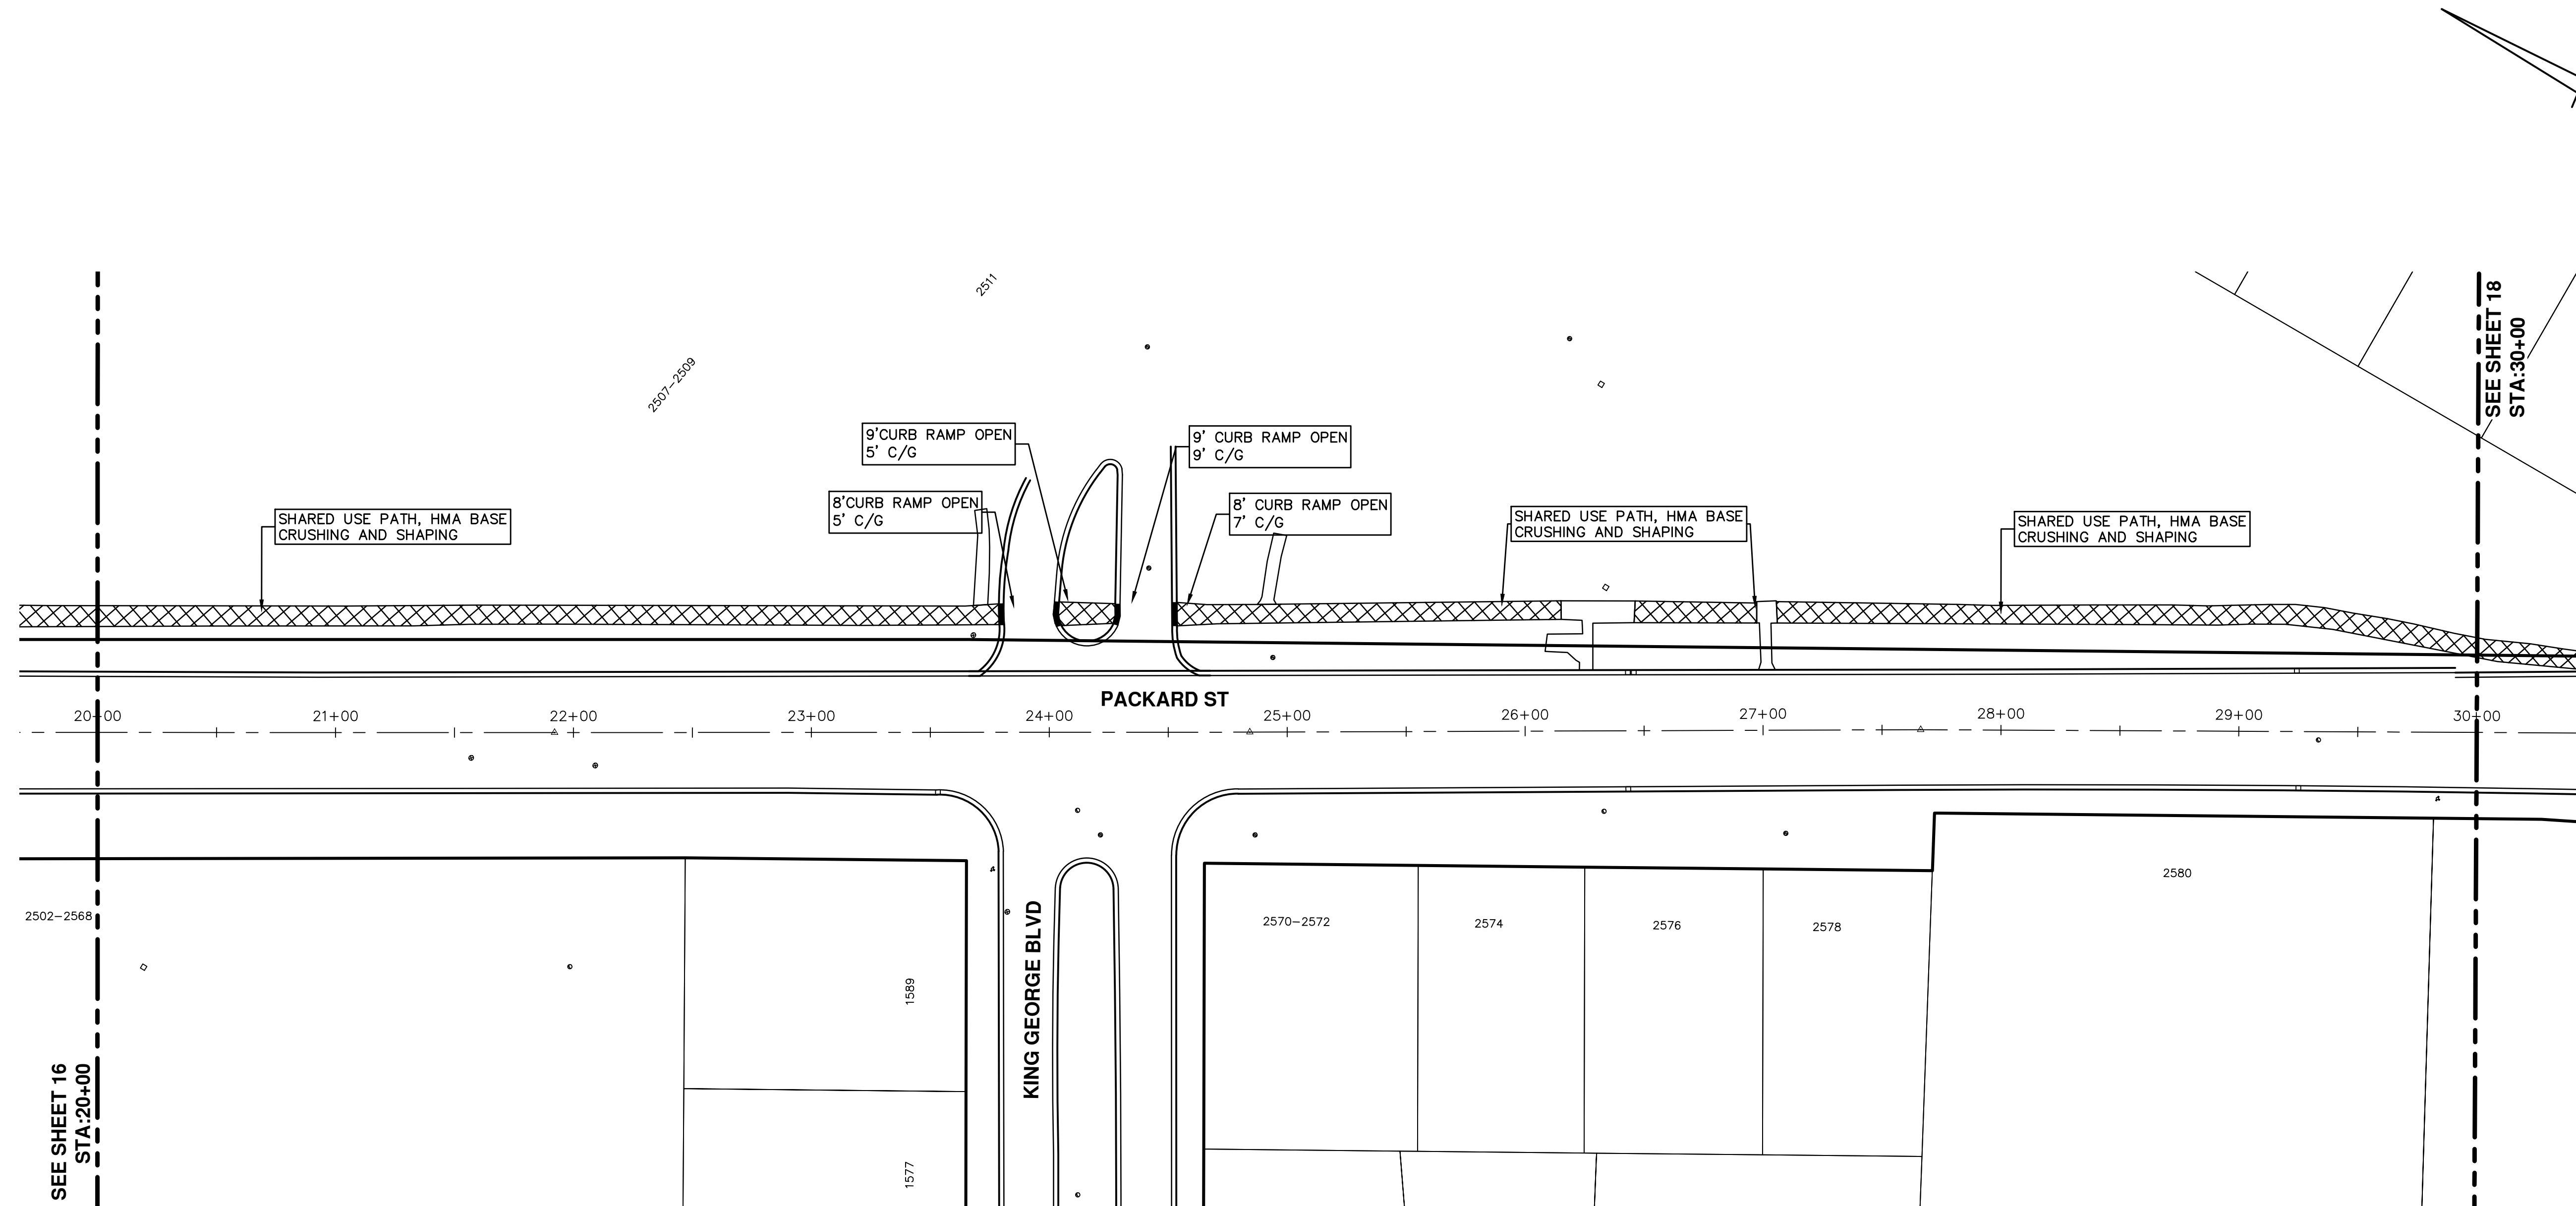 SEE SHEET 18
STA:30+00
2511
2507-2509
9'CURB RAMP OPEN
5' C/G
9' CURB RAMP OPEN
9' C/G
8'CURB RAMP OPEN
5' C/G
8' CURB RAMP OPEN
7' C/G
SHARED USE PATH, HMA BASE
CRUSHING AND SHAPING
SHARED USE PATH, HMA BASE
CRUSHING AND SHAPING
SHARED USE PATH, HMA BASE
CRUSHING AND SHAPING
PACKARD ST
20+00 21+00 22+00 23+00 24+00 25+00 26+00 27+00 28+00 29+00 30+00
2502-2568
2570-2572
2574
2576
2578
2580
1589
1577
KING GEORGE BLVD
SEE SHEET 16
STA:20+00